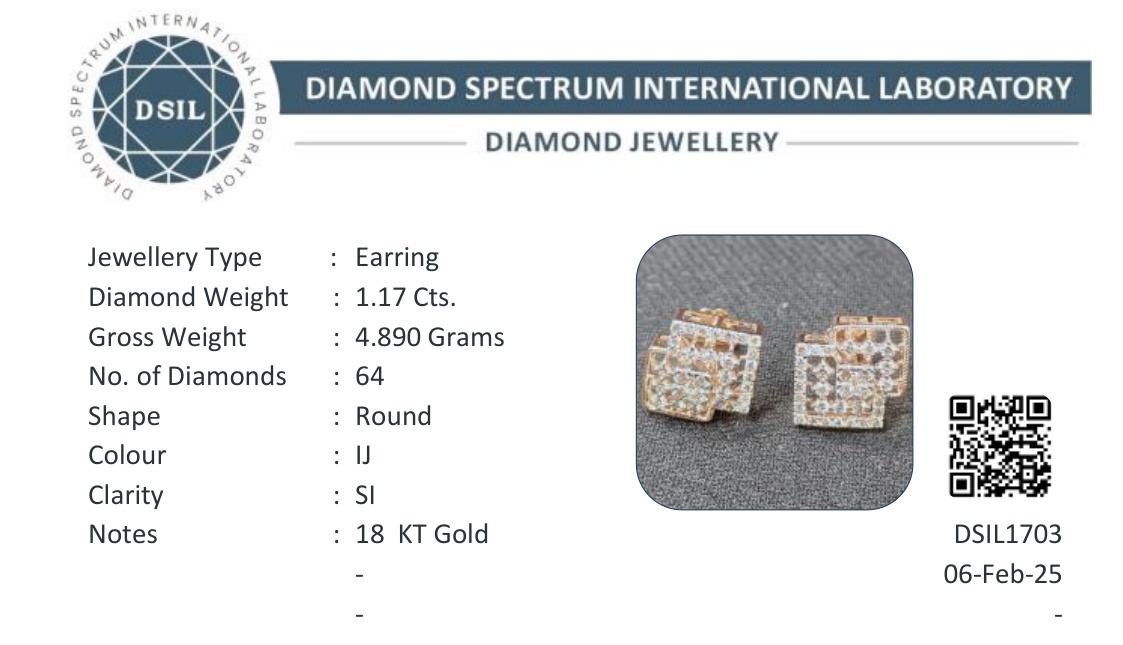 DIAMOND SPECTRUM INTERNATIONAL LABORATORY
DSIL
DIAMOND SPECTRUM INTERNATIONAL LABORATORY
DIAMOND JEWELLERY
Jewellery Type : Earring
Diamond Weight : 1.17 Cts.
Gross Weight : 4.890 Grams
No. of Diamonds : 64
Shape : Round
Colour : IJ
Clarity : SI
Notes : 18 KT Gold
-
-
DSIL1703
06-Feb-25
-